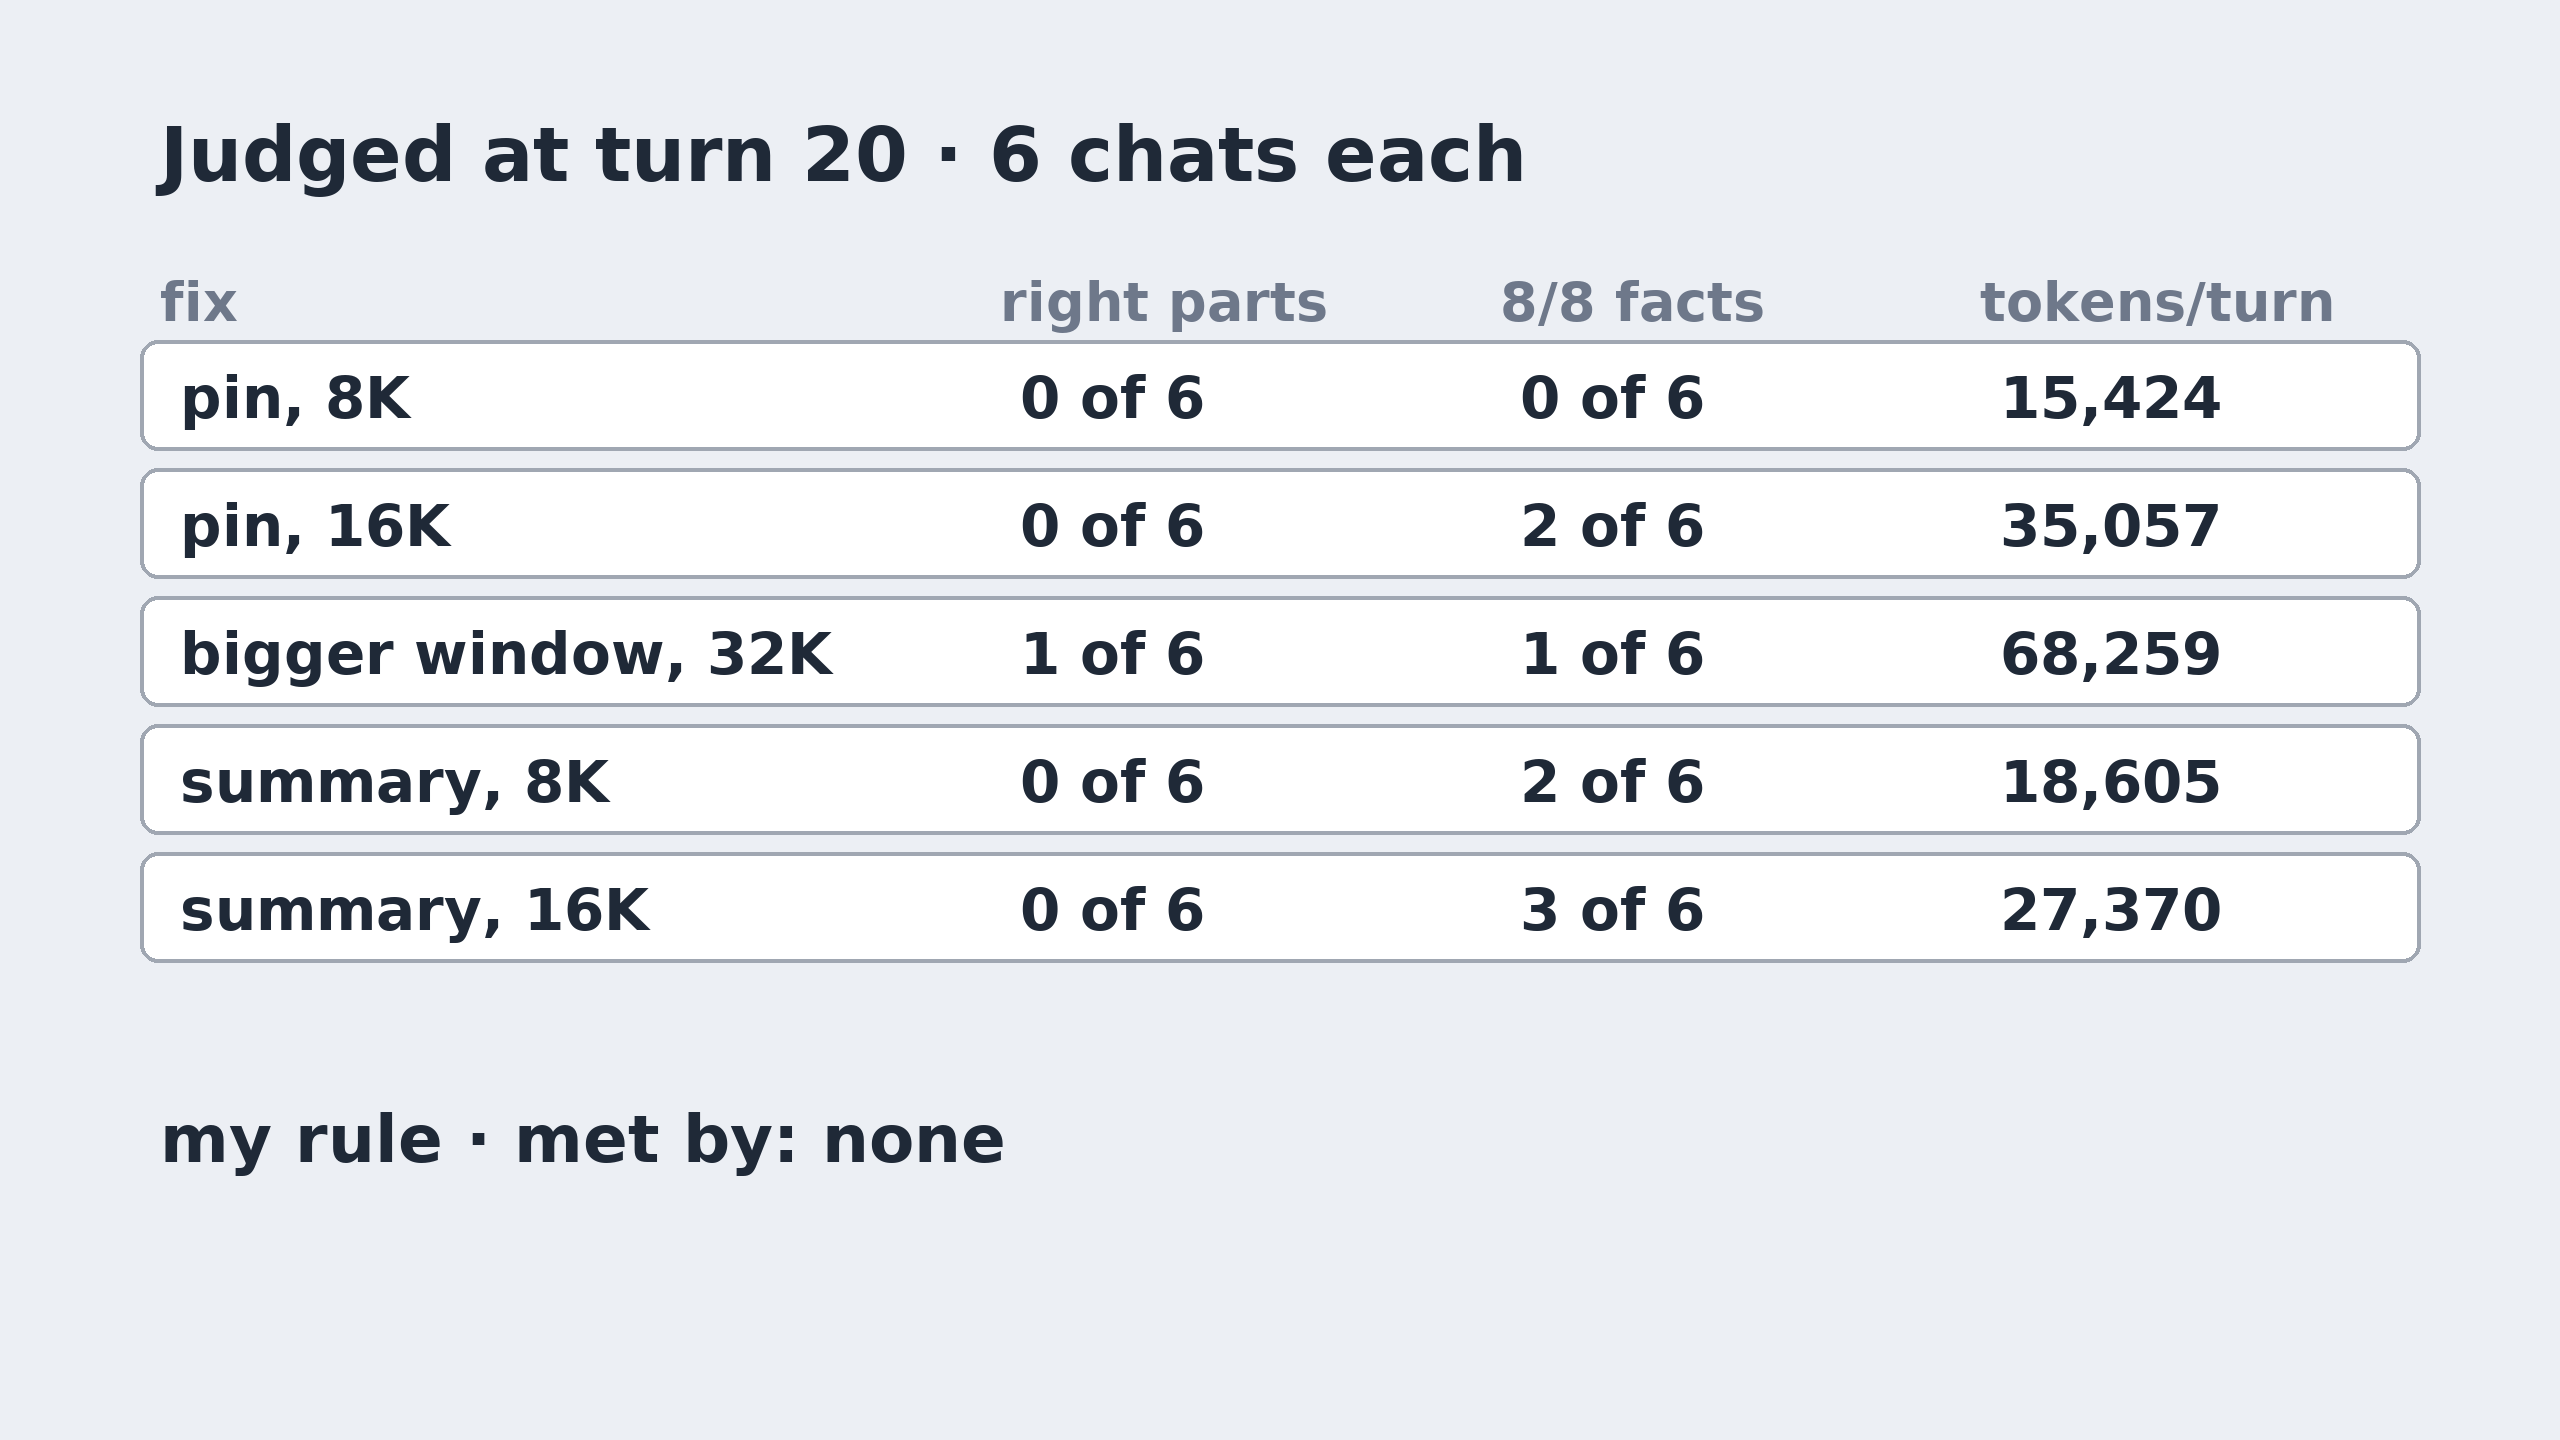 Judged at turn 20 · 6 chats each
fix right parts 8/8 facts tokens/turn
pin, 8K 0 of 6 0 of 6 15,424
pin, 16K 0 of 6 2 of 6 35,057
bigger window, 32K 1 of 6 1 of 6 68,259
summary, 8K 0 of 6 2 of 6 18,605
summary, 16K 0 of 6 3 of 6 27,370
my rule · met by: none